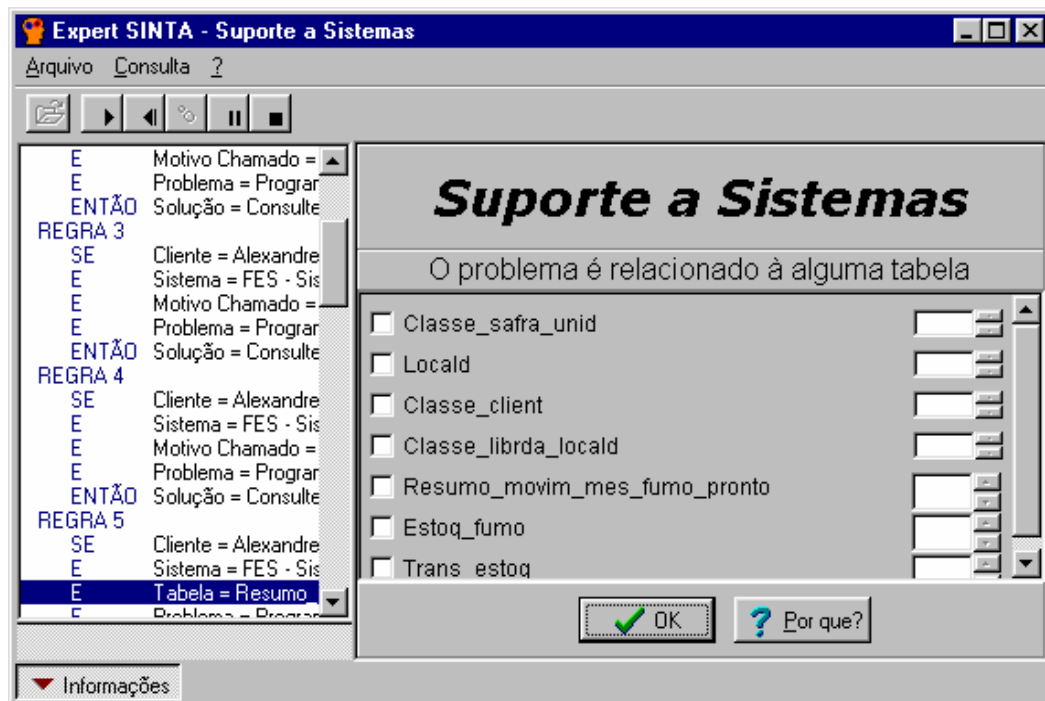 Expert SINTA - Suporte a Sistemas
Arquivo Consulta ?
E Motivo Chamado =
E Problema = Prograr
ENTÃO Solução = Consulte
REGRA 3
SE Cliente = Alexandre
E Sistema = FES - Sis
E Motivo Chamado =
E Problema = Prograr
ENTÃO Solução = Consulte
REGRA 4
SE Cliente = Alexandre
E Sistema = FES - Sis
E Motivo Chamado =
E Problema = Prograr
ENTÃO Solução = Consulte
REGRA 5
SE Cliente = Alexandre
E Sistema = FES - Sis
E Tabela = Resumo_
E Problema = Prograr
Suporte a Sistemas
O problema é relacionado à alguma tabela
Classe_safra_unid
Locald
Classe_client
Classe_librda_locald
Resumo_movim_mes_fumo_pronto
Estoq_fumo
Trans_estoq
OK
Por que?
Informações